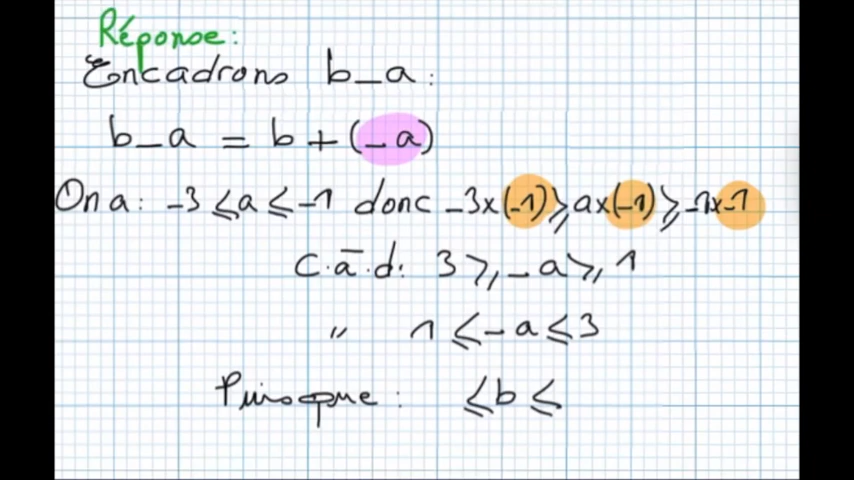 Réponse:
Encadrons b_a:
b_a = b+(_a)
On a: -3 ≤ a ≤ -1 donc -3x(-1) ≥ ax(-1) ≥ -1x-1
c.à.d: 3 ≥ -a ≥ 1
" 1 ≤ -a ≤ 3
Puisque: ≤ b ≤